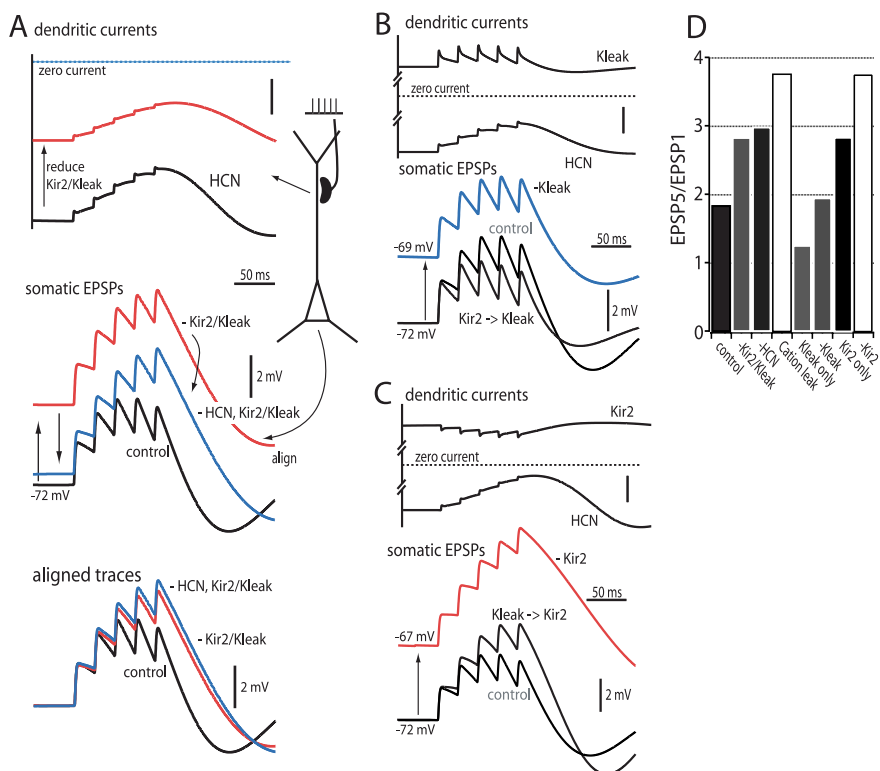 A
dendritic currents
zero current
reduce
Kir2/Kleak
HCN
50 ms
somatic EPSPs
- Kir2/Kleak
2 mV
- HCN, Kir2/Kleak
control
align
-72 mV
aligned traces
- HCN, Kir2/Kleak
- Kir2/Kleak
control
2 mV
B
dendritic currents
Kleak
zero current
HCN
somatic EPSPs
-Kleak
control
-69 mV
50 ms
2 mV
Kir2 -> Kleak
-72 mV
C
dendritic currents
Kir2
zero current
HCN
somatic EPSPs
- Kir2
50 ms
-67 mV
Kleak -> Kir2
control
2 mV
-72 mV
D
4
3
2
1
0
EPSP5/EPSP1
control
-Kir2/Kleak
-HCN
Cation leak
Kleak only
-Kleak
Kir2 only
-Kir2